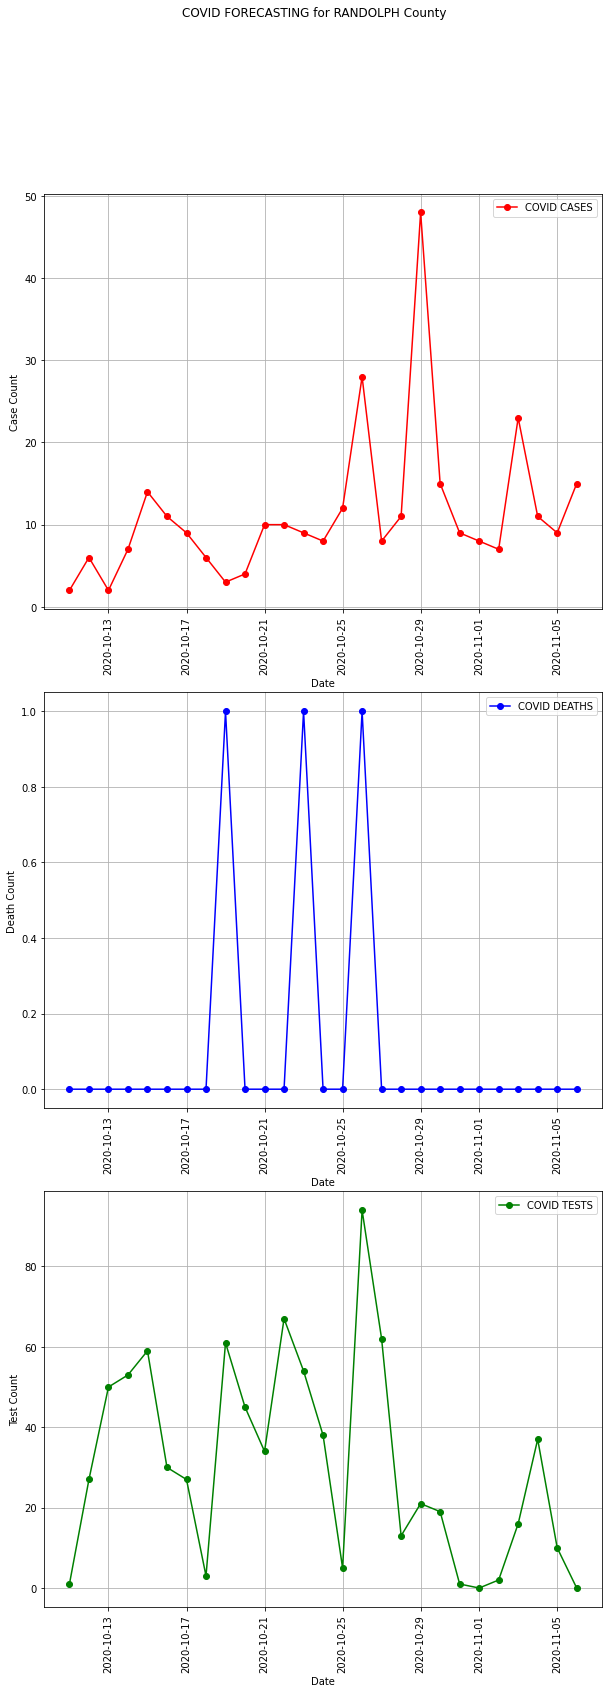 COVID FORECASTING for RANDOLPH County
COVID CASES
50
40
30
20
10
0
Case Count
2020-10-13 2020-10-17 2020-10-21 2020-10-25 2020-10-29 2020-11-01 2020-11-05
Date
COVID DEATHS
1.0
0.8
0.6
0.4
0.2
0.0
Death Count
2020-10-13 2020-10-17 2020-10-21 2020-10-25 2020-10-29 2020-11-01 2020-11-05
Date
COVID TESTS
80
60
40
20
0
Test Count
2020-10-13 2020-10-17 2020-10-21 2020-10-25 2020-10-29 2020-11-01 2020-11-05
Date